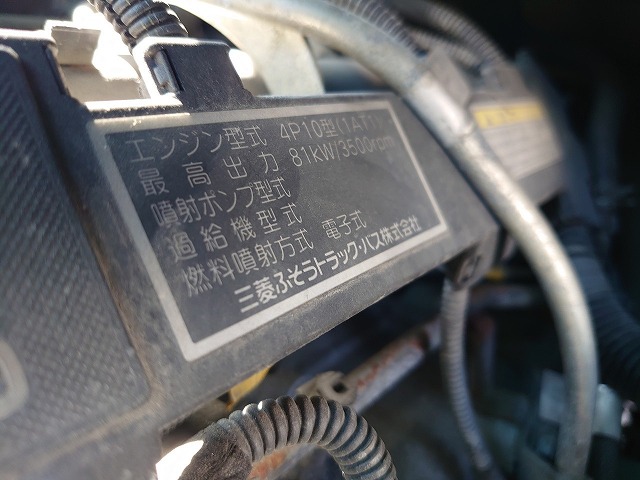 エンジン型式 4P10型(1AT1)
最高出力 81kW/3500rpm
噴射ポンプ型式
過給機型式
燃料噴射方式 電子式
三菱ふそうトラック・バス株式会社